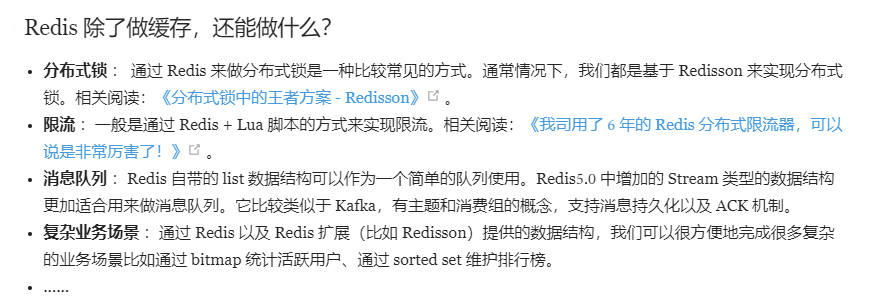 Redis 除了做缓存，还能做什么？
• 分布式锁 ： 通过 Redis 来做分布式锁是一种比较常见的方式。通常情况下，我们都是基于 Redisson 来实现分布式
锁。相关阅读：《分布式锁中的王者方案 - Redisson》 。
• 限流 ：一般是通过 Redis + Lua 脚本的方式来实现限流。相关阅读：《我司用了 6 年的 Redis 分布式限流器，可以
说是非常厉害了！》 。
• 消息队列 ：Redis 自带的 list 数据结构可以作为一个简单的队列使用。Redis5.0 中增加的 Stream 类型的数据结构
更加适合用来做消息队列。它比较类似于 Kafka，有主题和消费组的概念，支持消息持久化以及 ACK 机制。
• 复杂业务场景 ：通过 Redis 以及 Redis 扩展（比如 Redisson）提供的数据结构，我们可以很方便地完成很多复杂
的业务场景比如通过 bitmap 统计活跃用户、通过 sorted set 维护排行榜。
• ......